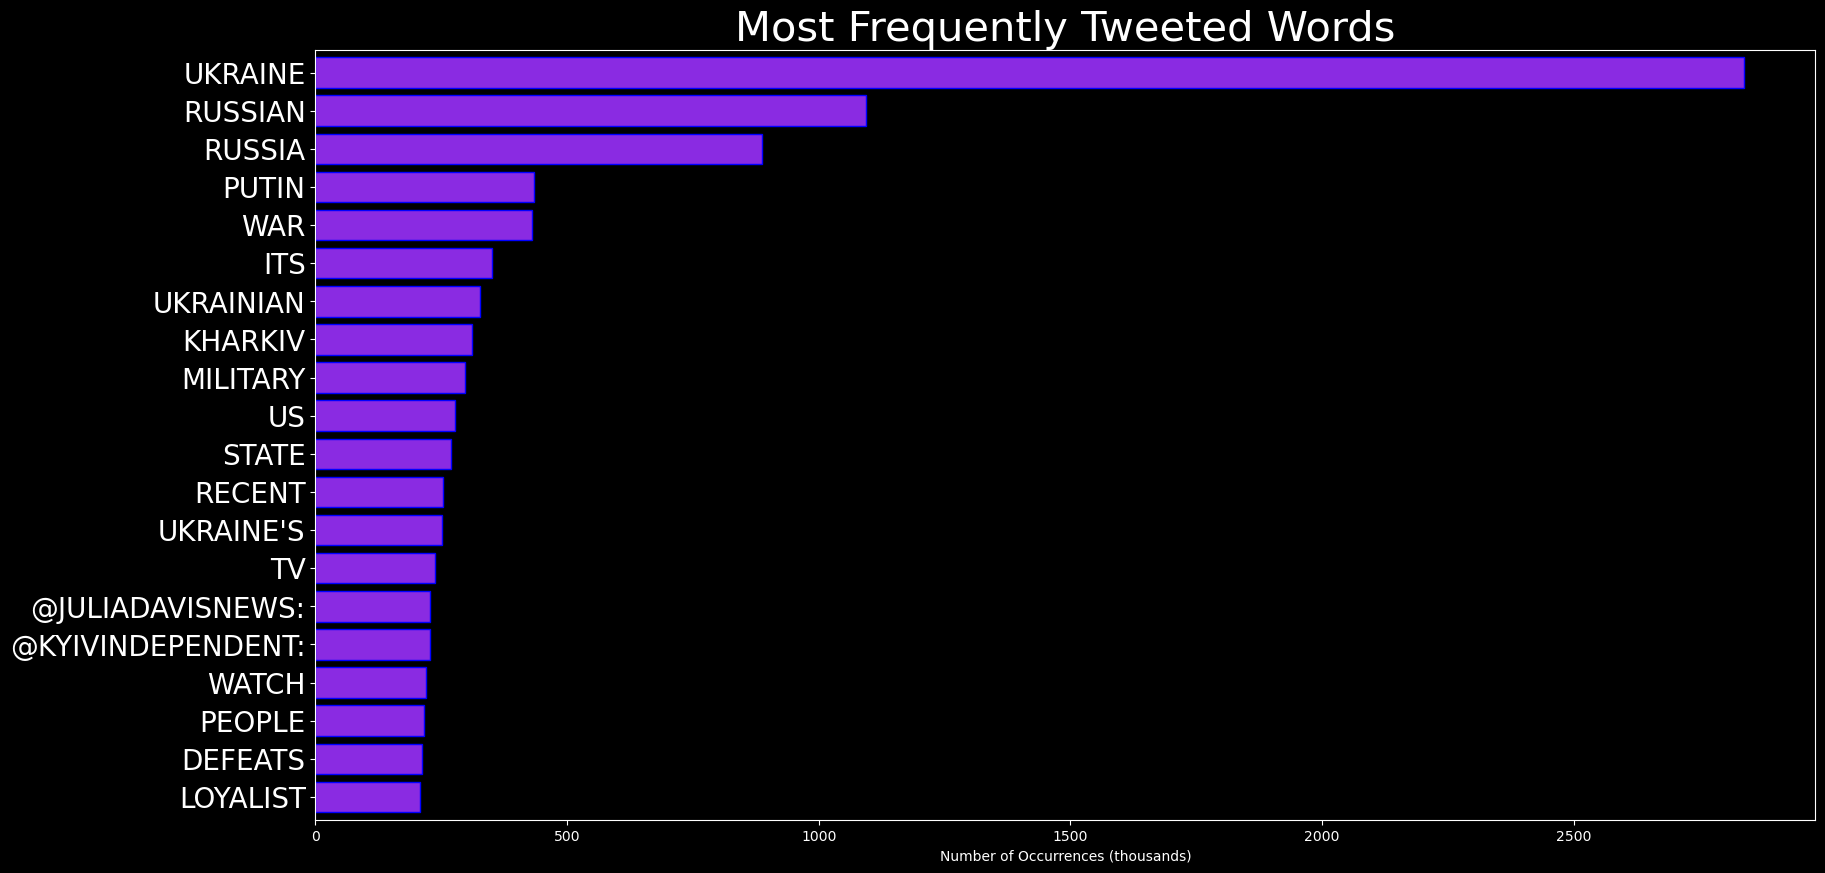 Most Frequently Tweeted Words
UKRAINE
RUSSIAN
RUSSIA
PUTIN
WAR
ITS
UKRAINIAN
KHARKIV
MILITARY
US
STATE
RECENT
UKRAINE'S
TV
@JULIADAVISNEWS:
@KYIVINDEPENDENT:
WATCH
PEOPLE
DEFEATS
LOYALIST
0 500 1000 1500 2000 2500
Number of Occurrences (thousands)